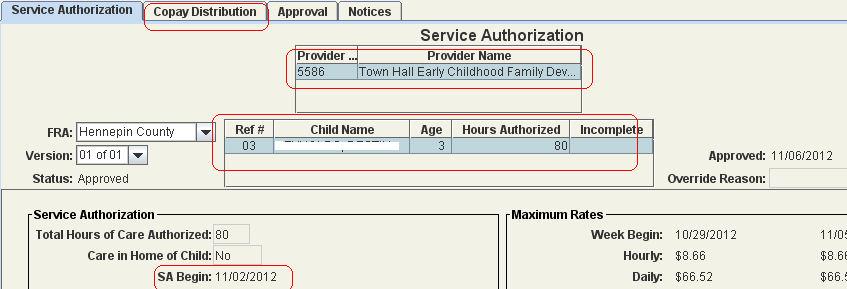 Service Authorization Copay Distribution Approval Notices
Service Authorization
Provider ... Provider Name
5586 Town Hall Early Childhood Family Dev...
FRA: Hennepin County
Ref # Child Name Age Hours Authorized Incomplete
03 3 80
Version: 01 of 01
Approved: 11/06/2012
Status: Approved
Override Reason:
Service Authorization
Maximum Rates
Total Hours of Care Authorized: 80
Week Begin: 10/29/2012 11/05
Care in Home of Child: No
Hourly: $8.66 $8.66
SA Begin: 11/02/2012
Daily: $66.52 $66.5